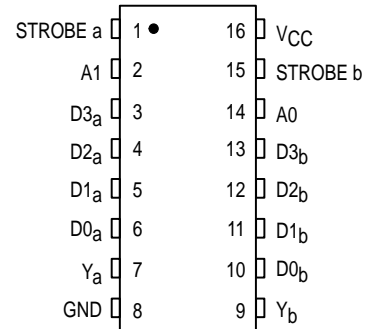 STROBE a 1 16 VCC
A1 2 15 STROBE b
D3a 3 14 A0
D2a 4 13 D3b
D1a 5 12 D2b
D0a 6 11 D1b
Ya 7 10 D0b
GND 8 9 Yb